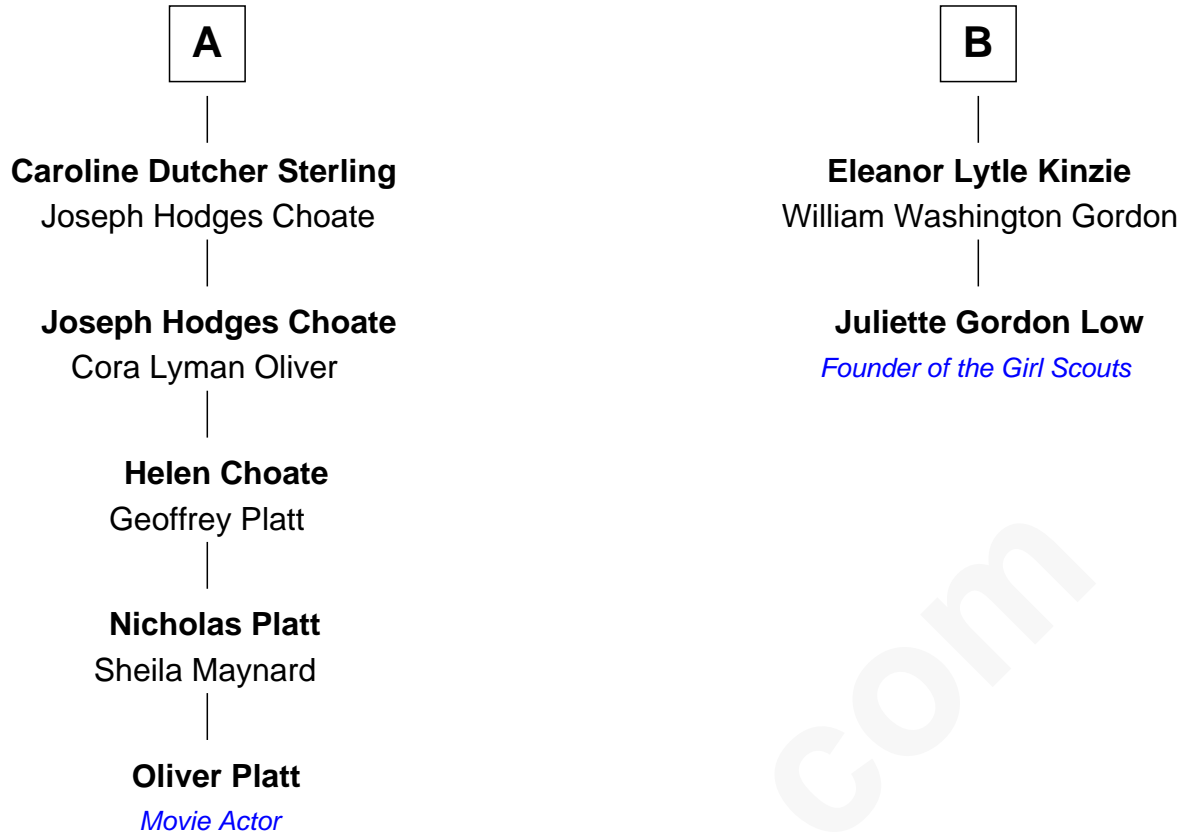 A
Caroline Dutcher Sterling
Joseph Hodges Choate
Joseph Hodges Choate
Cora Lyman Oliver
Helen Choate
Geoffrey Platt
Nicholas Platt
Sheila Maynard
Oliver Platt
Movie Actor
B
Eleanor Lytle Kinzie
William Washington Gordon
Juliette Gordon Low
Founder of the Girl Scouts
com